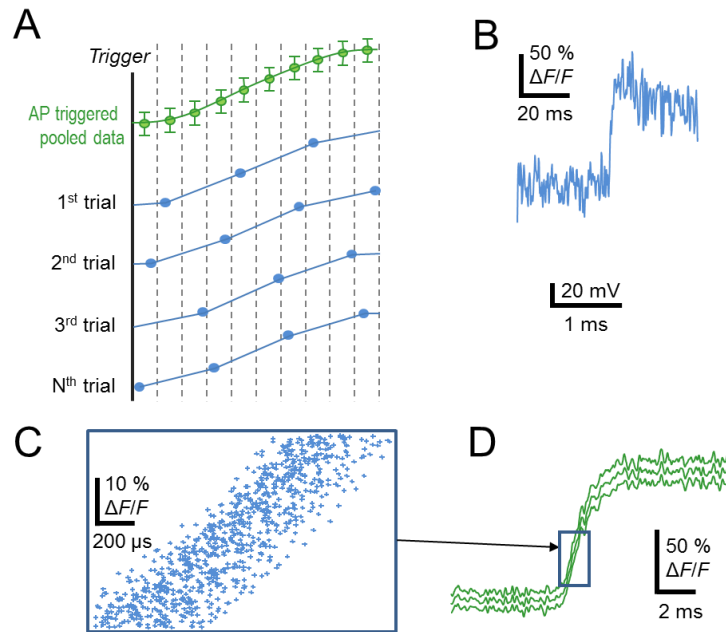 A
Trigger
AP triggered
pooled data
1st trial
2nd trial
3rd trial
Nth trial
B
50 %
ΔF/F
20 ms
20 mV
1 ms
C
10 %
ΔF/F
200 µs
D
50 %
ΔF/F
2 ms